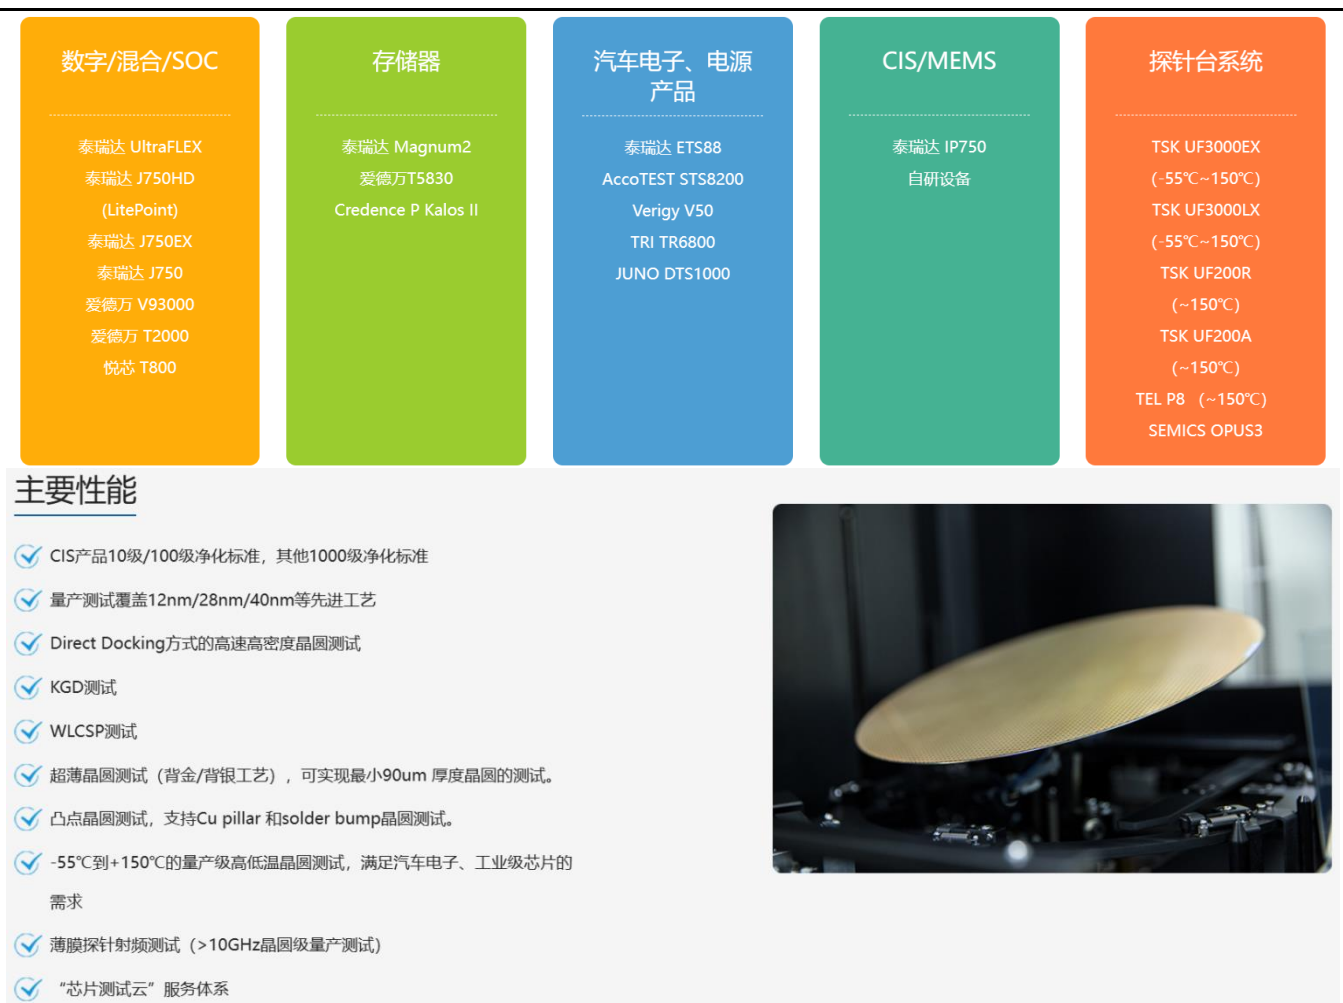 数字/混合/SOC
泰瑞达 UltraFLEX
泰瑞达 J750HD
(LitePoint)
泰瑞达 J750EX
泰瑞达 J750
爱德万 V93000
爱德万 T2000
悦芯 T800
存储器
泰瑞达 Magnum2
爱德万T5830
Credence P Kalos II
汽车电子、电源
产品
泰瑞达 ETS88
AccoTEST STS8200
Verigy V50
TRI TR6800
JUNO DTS1000
CIS/MEMS
泰瑞达 IP750
自研设备
探针台系统
TSK UF3000EX
(-55℃~150℃)
TSK UF3000LX
(-55℃~150℃)
TSK UF200R
(~150℃)
TSK UF200A
(~150℃)
TEL P8 (~150℃)
SEMICS OPUS3
主要性能
CIS产品10级/100级净化标准，其他1000级净化标准
量产测试覆盖12nm/28nm/40nm等先进工艺
Direct Docking方式的高速高密度晶圆测试
KGD测试
WLCSP测试
超薄晶圆测试（背金/背银工艺），可实现最小90um 厚度晶圆的测试。
凸点晶圆测试，支持Cu pillar 和solder bump晶圆测试。
-55℃到+150℃的量产级高低温晶圆测试，满足汽车电子、工业级芯片的
需求
薄膜探针射频测试（>10GHz晶圆级量产测试）
“芯片测试云”服务体系